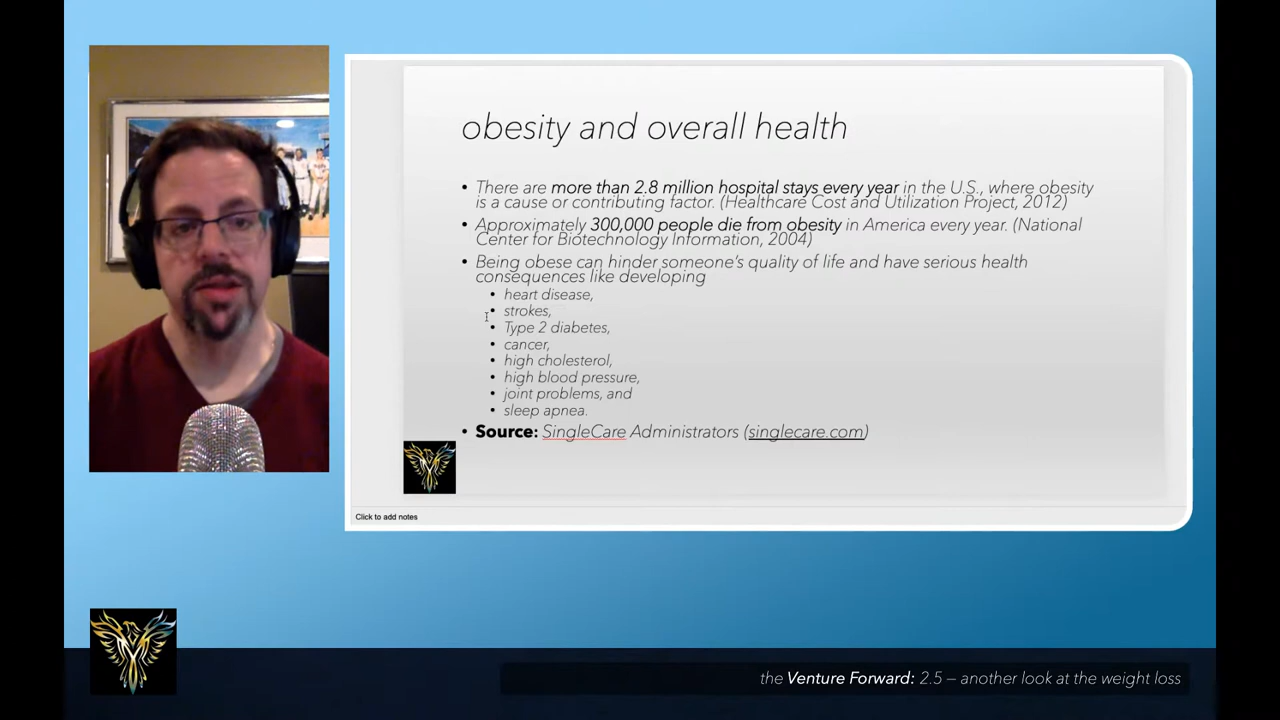 obesity and overall health
• There are more than 2.8 million hospital stays every year in the U.S., where obesity
is a cause or contributing factor. (Healthcare Cost and Utilization Project, 2012)
• Approximately 300,000 people die from obesity in America every year. (National
Center for Biotechnology Information, 2004)
• Being obese can hinder someone's quality of life and have serious health
consequences like developing
• heart disease,
• strokes,
• Type 2 diabetes,
• cancer,
• high cholesterol,
• high blood pressure,
• joint problems, and
• sleep apnea.
• Source: SingleCare Administrators (singlecare.com)
Click to add notes
the Venture Forward: 2.5 – another look at the weight loss